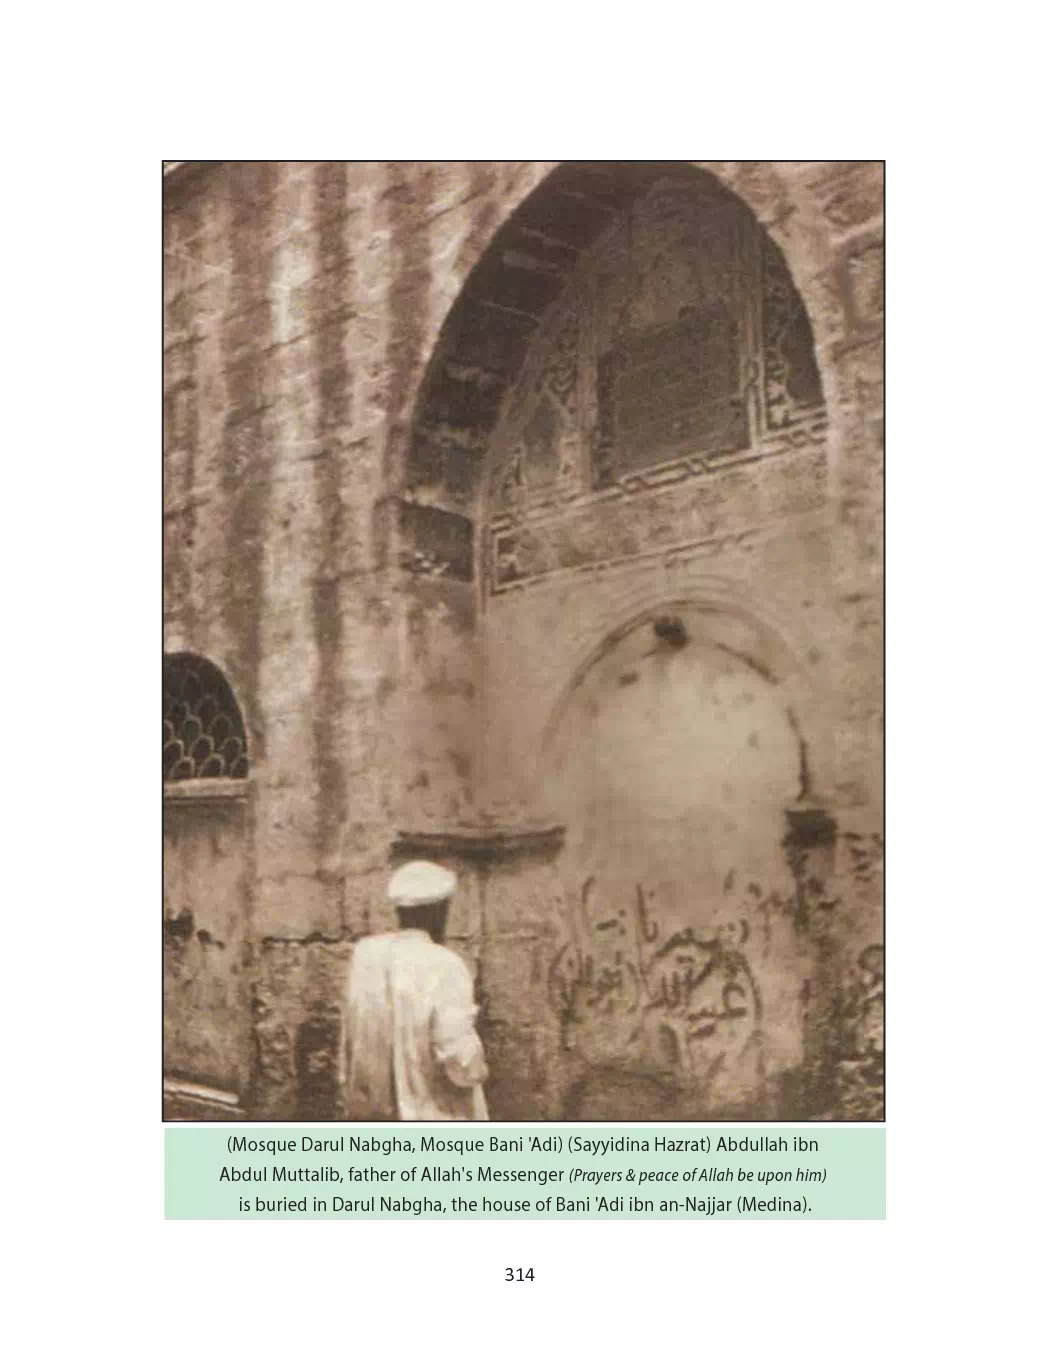 (Mosque Darul Nabgha, Mosque Bani 'Adi) (Sayyidina Hazrat) Abdullah ibn
Abdul Muttalib, father of Allah's Messenger (Prayers & peace of Allah be upon him)
is buried in Darul Nabgha, the house of Bani 'Adi ibn an-Najjar (Medina).
314